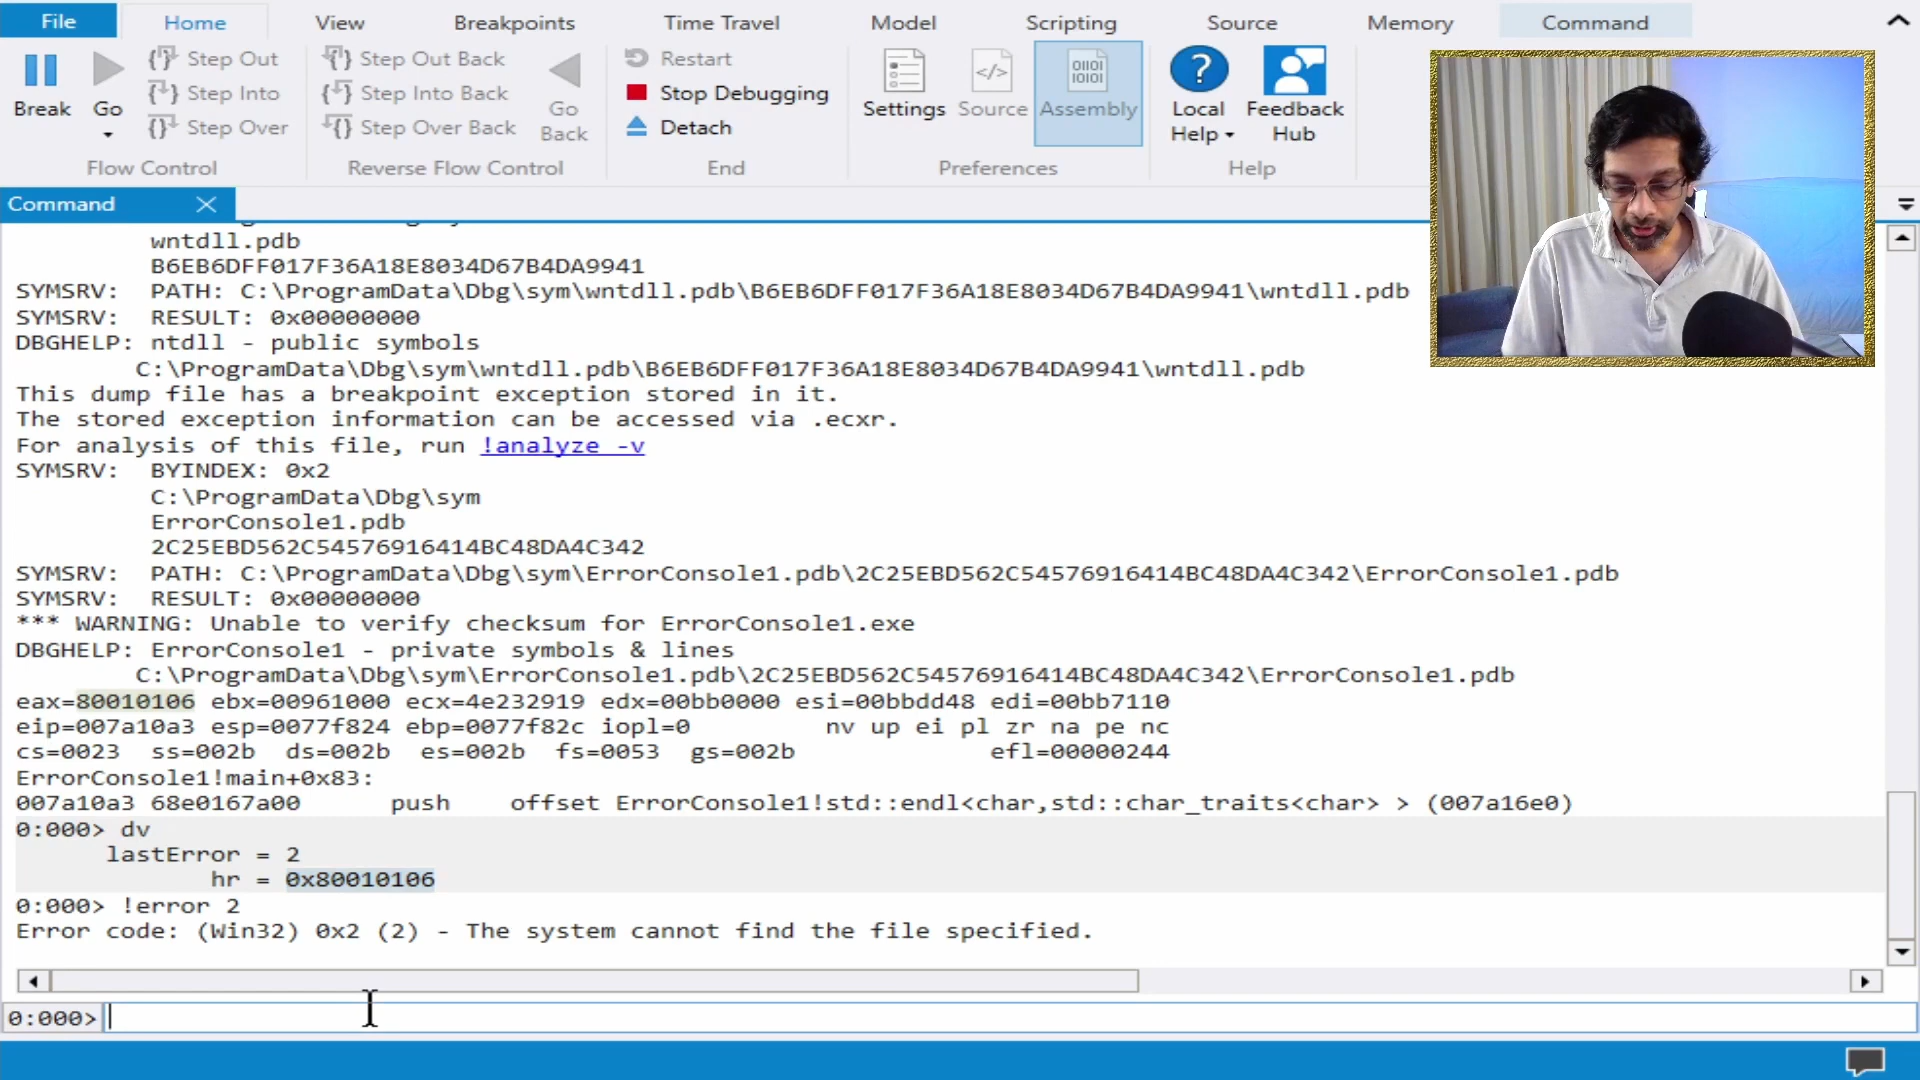 File Home View Breakpoints Time Travel Model Scripting Source Memory Command
Break Go Step Out Step Out Back Go Back Restart Settings Source Assembly Local Help Feedback Hub
Step Into Step Into Back Stop Debugging
Step Over Step Over Back Detach
Flow Control Reverse Flow Control End Preferences Help
Command
wntdll.pdb
B6EB6DFF017F36A18E8034D67B4DA9941
SYMSRV:  PATH: C:\ProgramData\Dbg\sym\wntdll.pdb\B6EB6DFF017F36A18E8034D67B4DA9941\wntdll.pdb
SYMSRV:  RESULT: 0x00000000
DBGHELP: ntdll - public symbols
C:\ProgramData\Dbg\sym\wntdll.pdb\B6EB6DFF017F36A18E8034D67B4DA9941\wntdll.pdb
This dump file has a breakpoint exception stored in it.
The stored exception information can be accessed via .ecxr.
For analysis of this file, run !analyze -v
SYMSRV:  BYINDEX: 0x2
C:\ProgramData\Dbg\sym
ErrorConsole1.pdb
2C25EBD562C54576916414BC48DA4C342
SYMSRV:  PATH: C:\ProgramData\Dbg\sym\ErrorConsole1.pdb\2C25EBD562C54576916414BC48DA4C342\ErrorConsole1.pdb
SYMSRV:  RESULT: 0x00000000
*** WARNING: Unable to verify checksum for ErrorConsole1.exe
DBGHELP: ErrorConsole1 - private symbols & lines
C:\ProgramData\Dbg\sym\ErrorConsole1.pdb\2C25EBD562C54576916414BC48DA4C342\ErrorConsole1.pdb
eax=80010106 ebx=00961000 ecx=4e232919 edx=00bb0000 esi=00bbdd48 edi=00bb7110
eip=007a10a3 esp=0077f824 ebp=0077f82c iopl=0         nv up ei pl zr na pe nc
cs=0023  ss=002b  ds=002b  es=002b  fs=0053  gs=002b             efl=00000244
ErrorConsole1!main+0x83:
007a10a3 68e0167a00      push    offset ErrorConsole1!std::endl<char,std::char_traits<char> > (007a16e0)
0:000> dv
lastError = 2
hr = 0x80010106
0:000> !error 2
Error code: (Win32) 0x2 (2) - The system cannot find the file specified.
0:000>